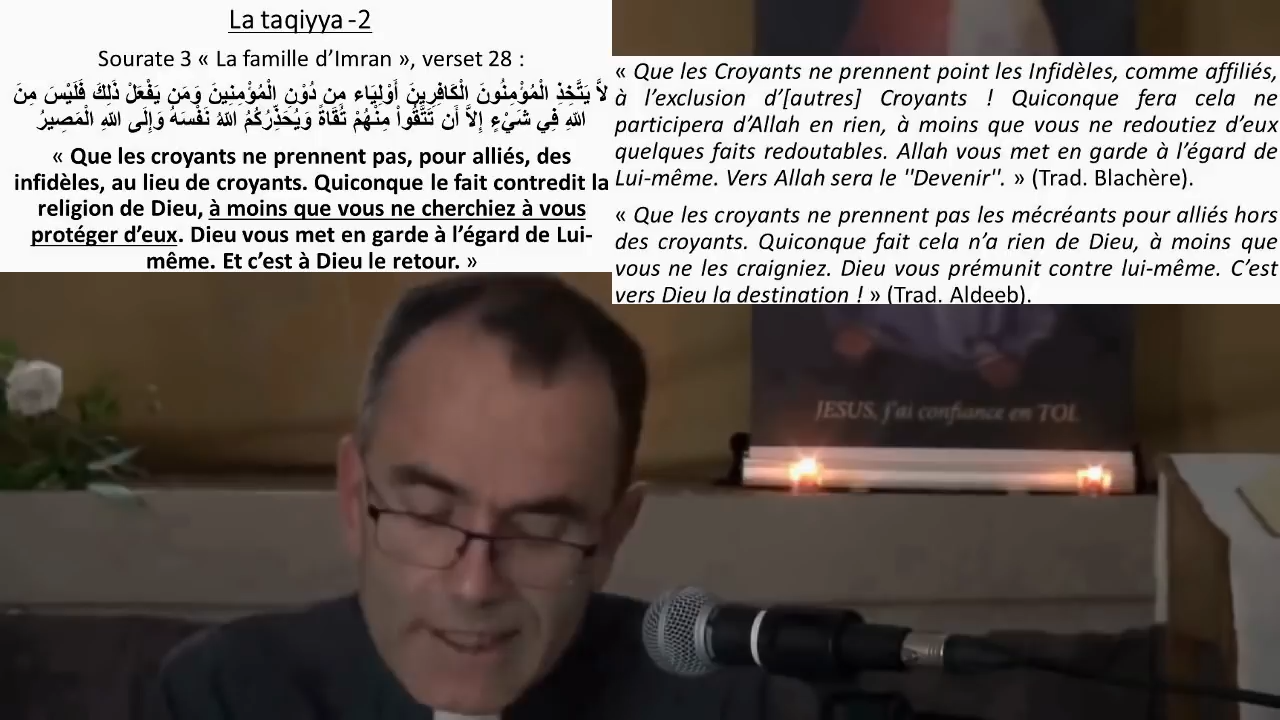 La taqiyya -2
Sourate 3 « La famille d’Imran », verset 28 :
لاَّ يَتَّخِذِ الْمُؤْمِنُونَ الْكَافِرِينَ أَوْلِيَاء مِن دُوْنِ الْمُؤْمِنِينَ وَمَن يَفْعَلْ ذَلِكَ فَلَيْسَ مِنَ
اللّهِ فِي شَيْءٍ إِلاَّ أَن تَتَّقُواْ مِنْهُمْ تُقَاةً وَيُحَذِّرُكُمُ اللّهُ نَفْسَهُ وَإِلَى اللّهِ الْمَصِيرُ
« Que les croyants ne prennent pas, pour alliés, des
infidèles, au lieu de croyants. Quiconque le fait contredit la
religion de Dieu, à moins que vous ne cherchiez à vous
protéger d’eux. Dieu vous met en garde à l’égard de Lui-
même. Et c’est à Dieu le retour. »
« Que les Croyants ne prennent point les Infidèles, comme affiliés,
à l’exclusion d’[autres] Croyants ! Quiconque fera cela ne
participera d’Allah en rien, à moins que vous ne redoutiez d’eux
quelques faits redoutables. Allah vous met en garde à l’égard de
Lui-même. Vers Allah sera le "Devenir". » (Trad. Blachère).
« Que les croyants ne prennent pas les mécréants pour alliés hors
des croyants. Quiconque fait cela n’a rien de Dieu, à moins que
vous ne les craigniez. Dieu vous prémunit contre lui-même. C’est
vers Dieu la destination ! » (Trad. Aldeeb).
JESUS, j'ai confiance en TOI.